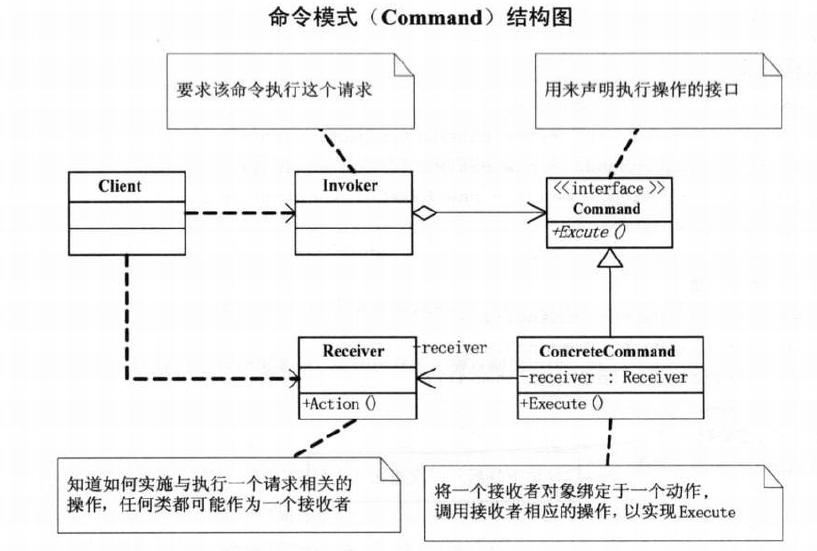 命令模式（Command）结构图
要求该命令执行这个请求
用来声明执行操作的接口
Client
Invoker
<<interface >>
Command
+Excute ()
Receiver
+Action ()
-receiver
ConcreteCommand
-receiver : Receiver
+Execute ()
知道如何实施与执行一个请求相关的
操作，任何类都可能作为一个接收者
将一个接收者对象绑定于一个动作，
调用接收者相应的操作，以实现Execute